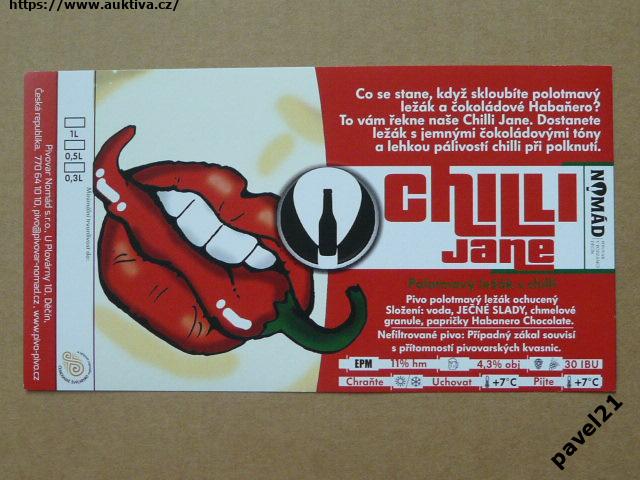 https://www.auktiva.cz/
Česká republika, 770 64 10 10, pivo@pivovar-nomad.cz, www.pivo-pivo.cz
Pivovar Nomád s.r.o., U Plovárny 10, Děčín,
1L
0,5L
0,3L
Minimální trvanlivost do:
Co se stane, když skloubíte polotmavý
ležák a čokoládové Habañero?
To vám řekne naše Chilli Jane. Dostanete
ležák s jemnými čokoládovými tóny
a lehkou pálivostí chilli při polknutí.
CHILLI
Jane
NOMÁD
Polotmavý ležák s chilli
Pivo polotmavý ležák ochucený
Složení: voda, JEČNÉ SLADY, chmelové
granule, papričky Habanero Chocolate.
Nefiltrované pivo: Případný zákal souvisí
s přítomností pivovarských kvasnic.
EPM 11% hm 4,3% obj 30 IBU
Chraňte Uchovat +7°C Pijte +7°C
pavel21